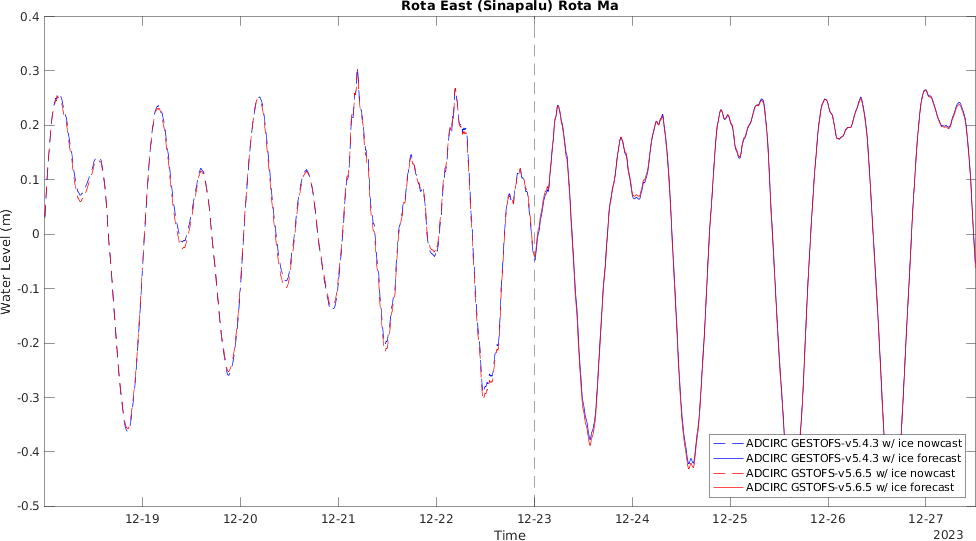 Rota East (Sinapalu) Rota Ma
0.4
0.3
0.2
0.1
0
-0.1
-0.2
-0.3
-0.4
-0.5
Water Level (m)
ADCIRC GESTOFS-v5.4.3 w/ ice nowcast
ADCIRC GESTOFS-v5.4.3 w/ ice forecast
ADCIRC GSTOFS-v5.6.5 w/ ice nowcast
ADCIRC GSTOFS-v5.6.5 w/ ice forecast
12-19 12-20 12-21 12-22 12-23 12-24 12-25 12-26 12-27
Time
2023